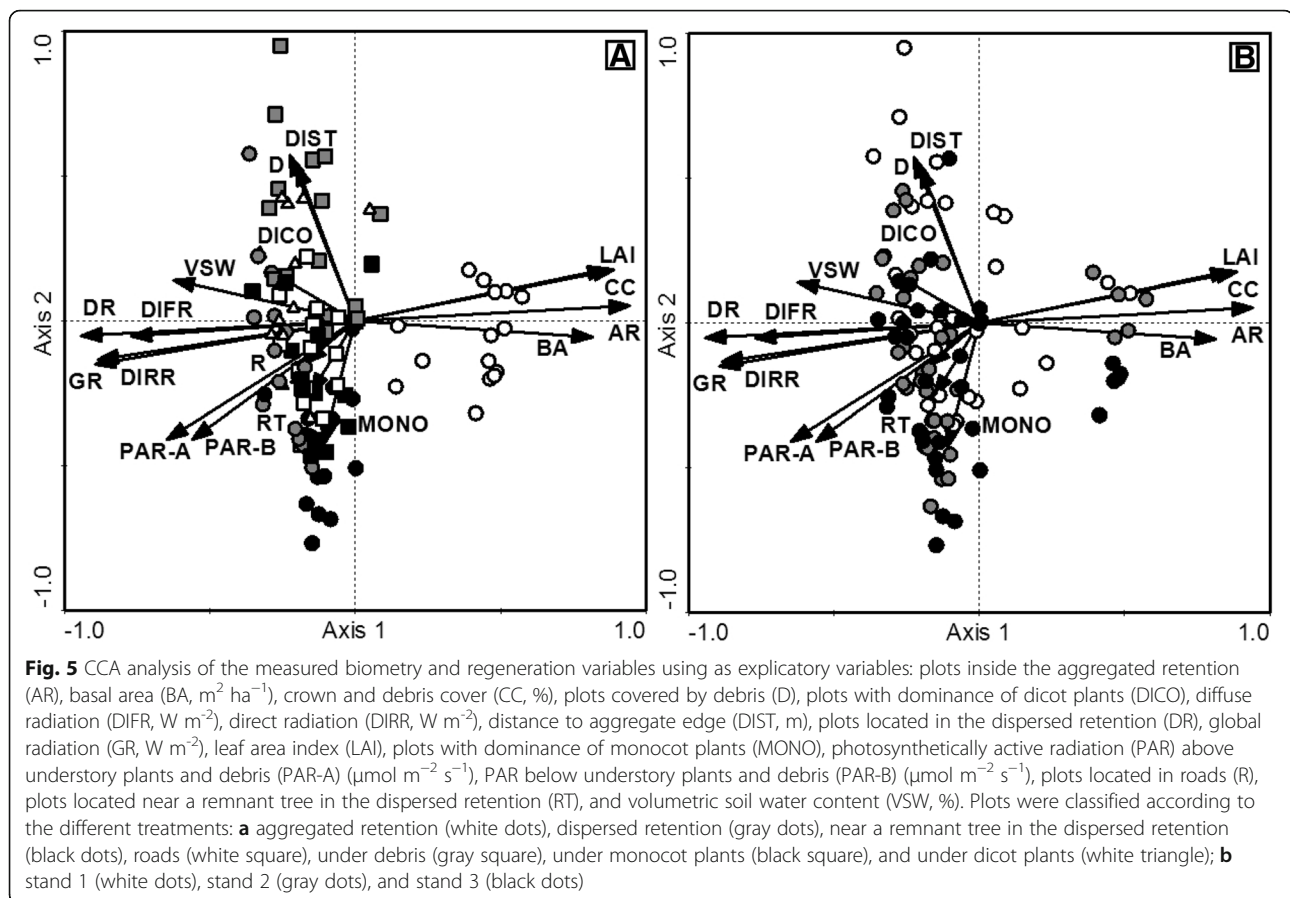 1.0
A
DIST
D
DICO
VSW
LAI
CC
DR
DIFR
AR
BA
R
GR
DIRR
RT
MONO
PAR-A
PAR-B
Axis 2
-1.0
-1.0
Axis 1
1.0
1.0
B
DIST
D
DICO
VSW
LAI
CC
DR
DIFR
AR
BA
GR
DIRR
RT
MONO
PAR-A
PAR-B
Axis 2
-1.0
-1.0
Axis 1
1.0
Fig. 5 CCA analysis of the measured biometry and regeneration variables using as explicatory variables: plots inside the aggregated retention
(AR), basal area (BA, m² ha⁻¹), crown and debris cover (CC, %), plots covered by debris (D), plots with dominance of dicot plants (DICO), diffuse
radiation (DIFR, W m⁻²), direct radiation (DIRR, W m⁻²), distance to aggregate edge (DIST, m), plots located in the dispersed retention (DR), global
radiation (GR, W m⁻²), leaf area index (LAI), plots with dominance of monocot plants (MONO), photosynthetically active radiation (PAR) above
understory plants and debris (PAR-A) (μmol m⁻² s⁻¹), PAR below understory plants and debris (PAR-B) (μmol m⁻² s⁻¹), plots located in roads (R),
plots located near a remnant tree in the dispersed retention (RT), and volumetric soil water content (VSW, %). Plots were classified according to
the different treatments: a aggregated retention (white dots), dispersed retention (gray dots), near a remnant tree in the dispersed retention
(black dots), roads (white square), under debris (gray square), under monocot plants (black square), and under dicot plants (white triangle); b
stand 1 (white dots), stand 2 (gray dots), and stand 3 (black dots)